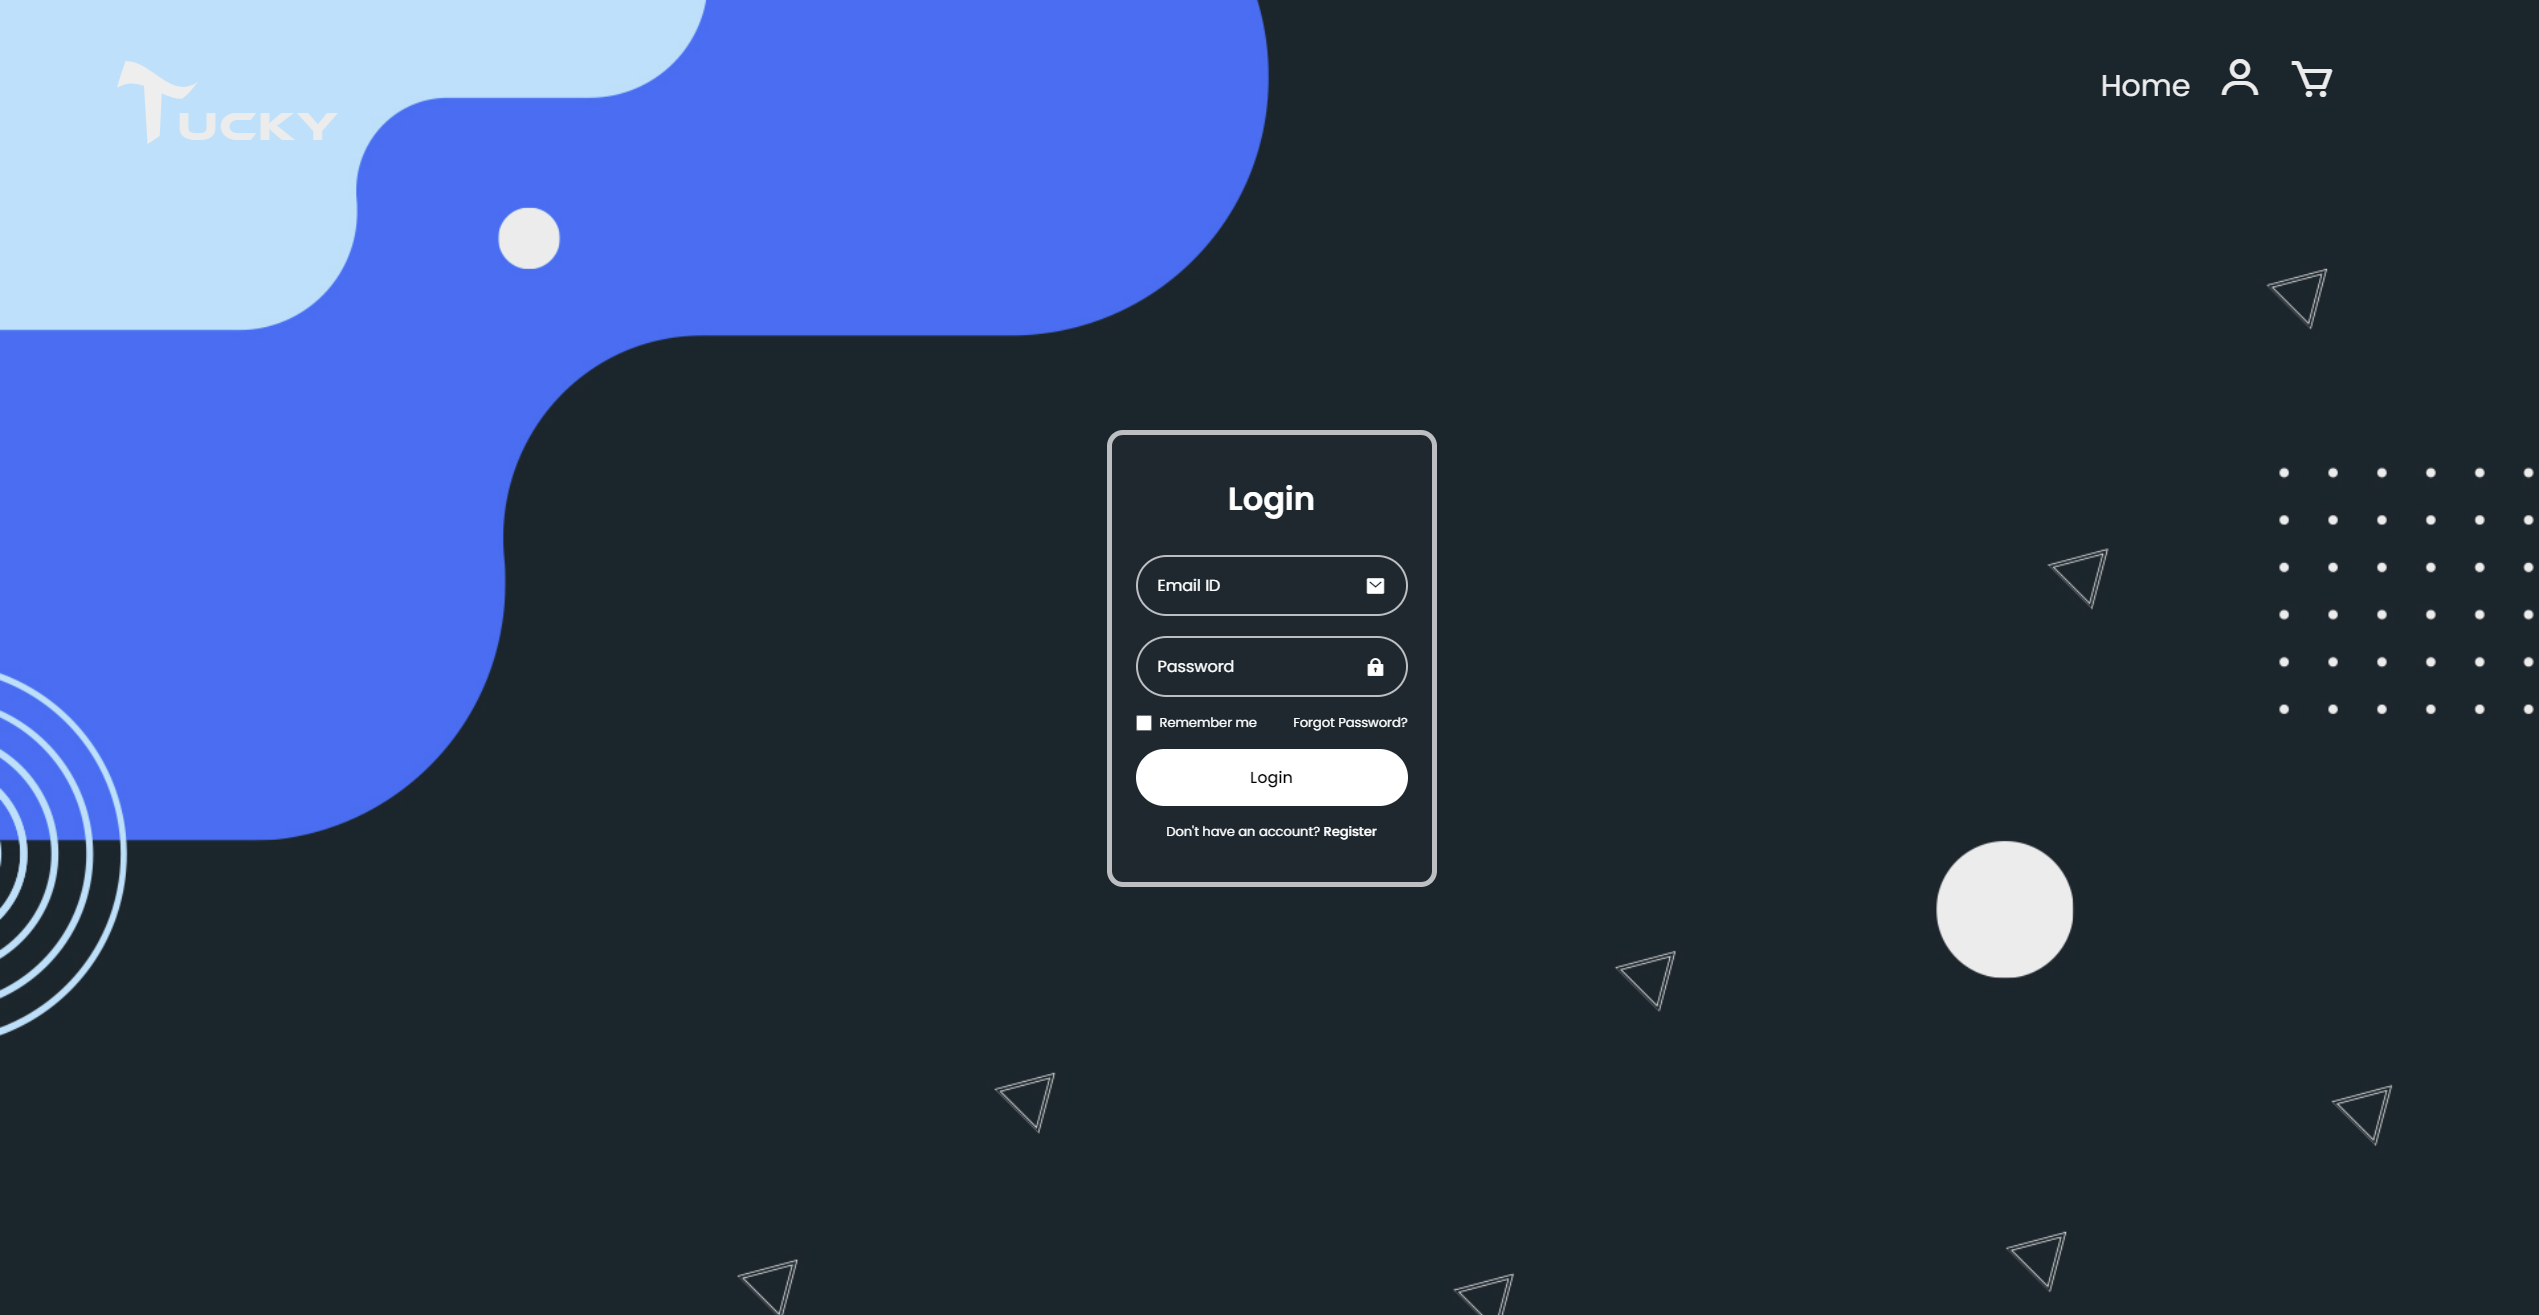 Tucky
Home
Login
Email ID
Password
Remember me
Forgot Password?
Login
Don't have an account? Register